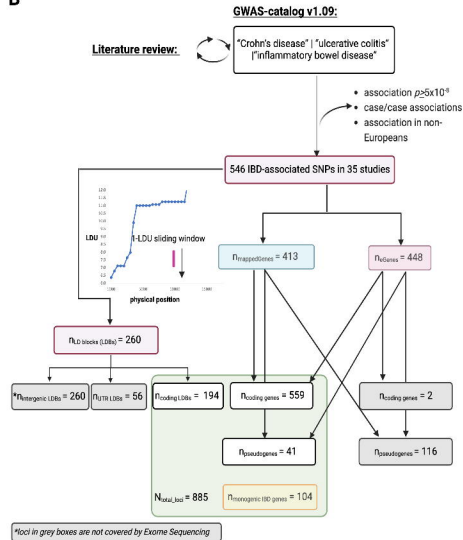 B
GWAS-catalog v1.09:
Literature review:
"Crohn's disease" | "ulcerative colitis"
|"inflammatory bowel disease"
• association p≥5x10-8
• case/case associations
• association in non-
Europeans
546 IBD-associated SNPs in 35 studies
LDU
1-LDU sliding window
physical position
nmappedGenes = 413
neGenes = 448
nLD blocks (LDBs) = 260
*nIntergenic LDBs = 260
nUTR LDBs = 56
ncoding LDBs = 194
ncoding genes = 559
ncoding genes = 2
npseudogenes = 41
npseudogenes = 116
Ntotal_loci = 885
nmonogenic IBD genes = 104
*loci in grey boxes are not covered by Exome Sequencing